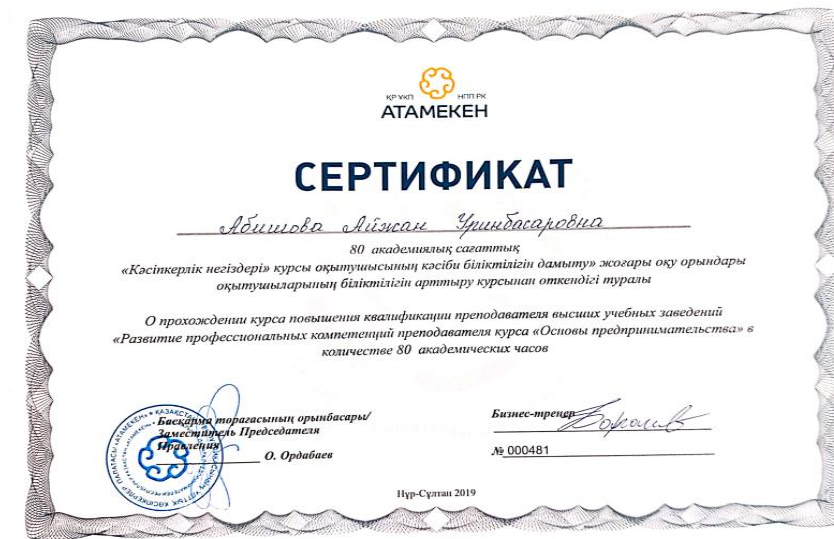 ҚР ҰКП НПП РК
АТАМЕКЕН
СЕРТИФИКАТ
Абишова Айжан Уринбасаровна
80 академиялық сағаттық
«Кәсіпкерлік негіздері» курсы оқытушысының кәсіби біліктілігін дамыту» жоғары оқу орындары
оқытушыларының біліктілігін арттыру курсынан өткендігі туралы
О прохождении курса повышения квалификации преподавателя высших учебных заведений
«Развитие профессиональных компетенций преподавателя курса «Основы предпринимательства» в
количестве 80 академических часов
Басқарма төрағасының орынбасары/
Заместитель Председателя
Правления
О. Ордабаев
Бизнес-тренер
№ 000481
Нұр-Сұлтан 2019